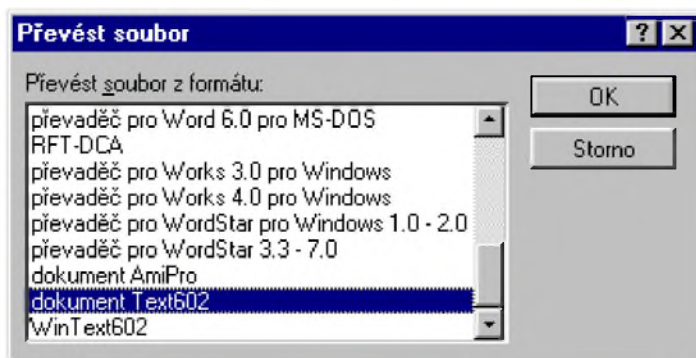 Převést soubor
Převést soubor z formátu:
převaděč pro Word 6.0 pro MS-DOS
RFT-DCA
převaděč pro Works 3.0 pro Windows
převaděč pro Works 4.0 pro Windows
převaděč pro WordStar pro Windows 1.0 - 2.0
převaděč pro WordStar 3.3 - 7.0
dokument AmiPro
dokument Text602
WinText602
OK
Storno